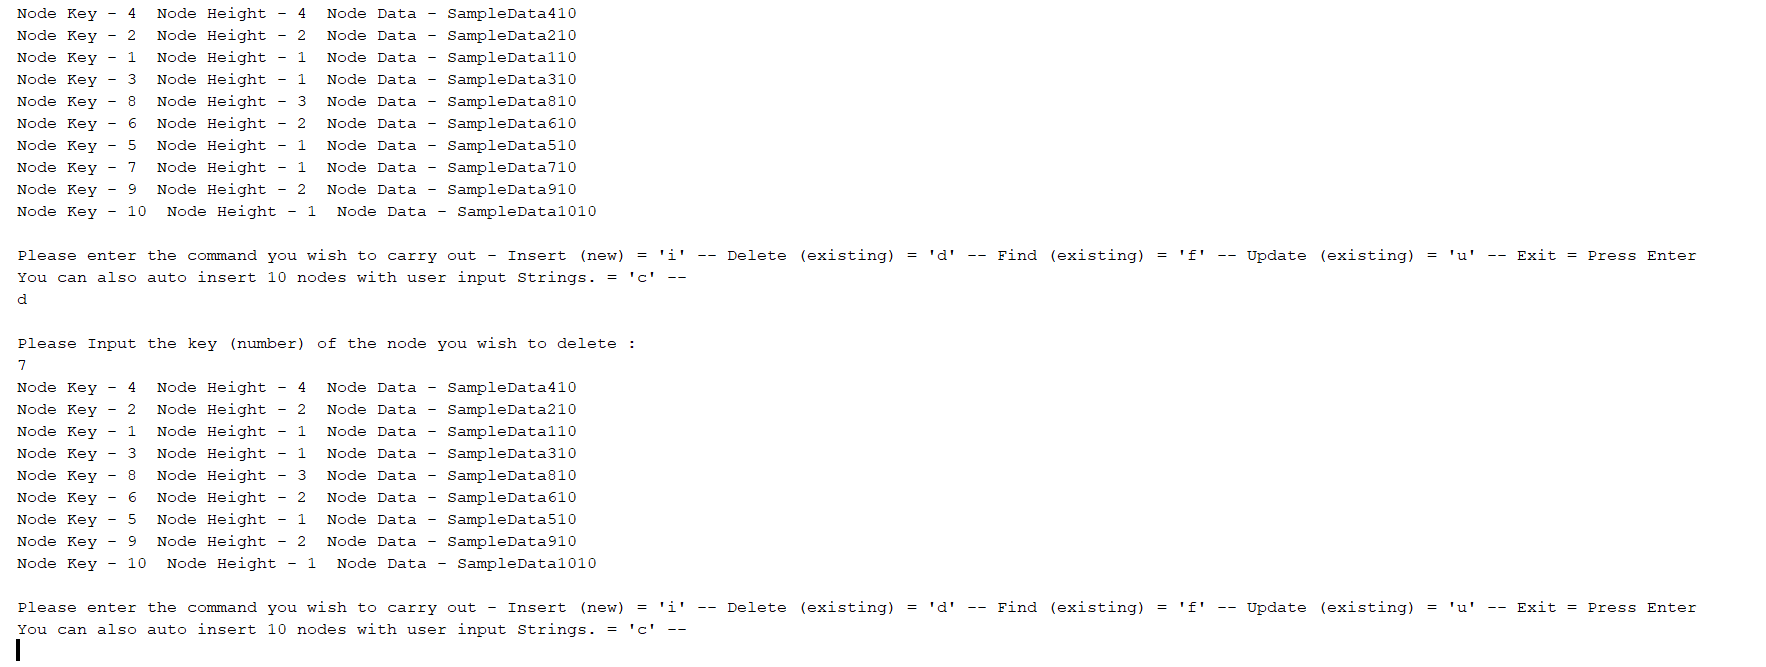 Node Key - 4  Node Height - 4  Node Data - SampleData410
Node Key - 2  Node Height - 2  Node Data - SampleData210
Node Key - 1  Node Height - 1  Node Data - SampleData110
Node Key - 3  Node Height - 1  Node Data - SampleData310
Node Key - 8  Node Height - 3  Node Data - SampleData810
Node Key - 6  Node Height - 2  Node Data - SampleData610
Node Key - 5  Node Height - 1  Node Data - SampleData510
Node Key - 7  Node Height - 1  Node Data - SampleData710
Node Key - 9  Node Height - 2  Node Data - SampleData910
Node Key - 10  Node Height - 1  Node Data - SampleData1010
Please enter the command you wish to carry out - Insert (new) = 'i' -- Delete (existing) = 'd' -- Find (existing) = 'f' -- Update (existing) = 'u' -- Exit = Press Enter
You can also auto insert 10 nodes with user input Strings. = 'c' --
d
Please Input the key (number) of the node you wish to delete :
7
Node Key - 4  Node Height - 4  Node Data - SampleData410
Node Key - 2  Node Height - 2  Node Data - SampleData210
Node Key - 1  Node Height - 1  Node Data - SampleData110
Node Key - 3  Node Height - 1  Node Data - SampleData310
Node Key - 8  Node Height - 3  Node Data - SampleData810
Node Key - 6  Node Height - 2  Node Data - SampleData610
Node Key - 5  Node Height - 1  Node Data - SampleData510
Node Key - 9  Node Height - 2  Node Data - SampleData910
Node Key - 10  Node Height - 1  Node Data - SampleData1010
Please enter the command you wish to carry out - Insert (new) = 'i' -- Delete (existing) = 'd' -- Find (existing) = 'f' -- Update (existing) = 'u' -- Exit = Press Enter
You can also auto insert 10 nodes with user input Strings. = 'c' --